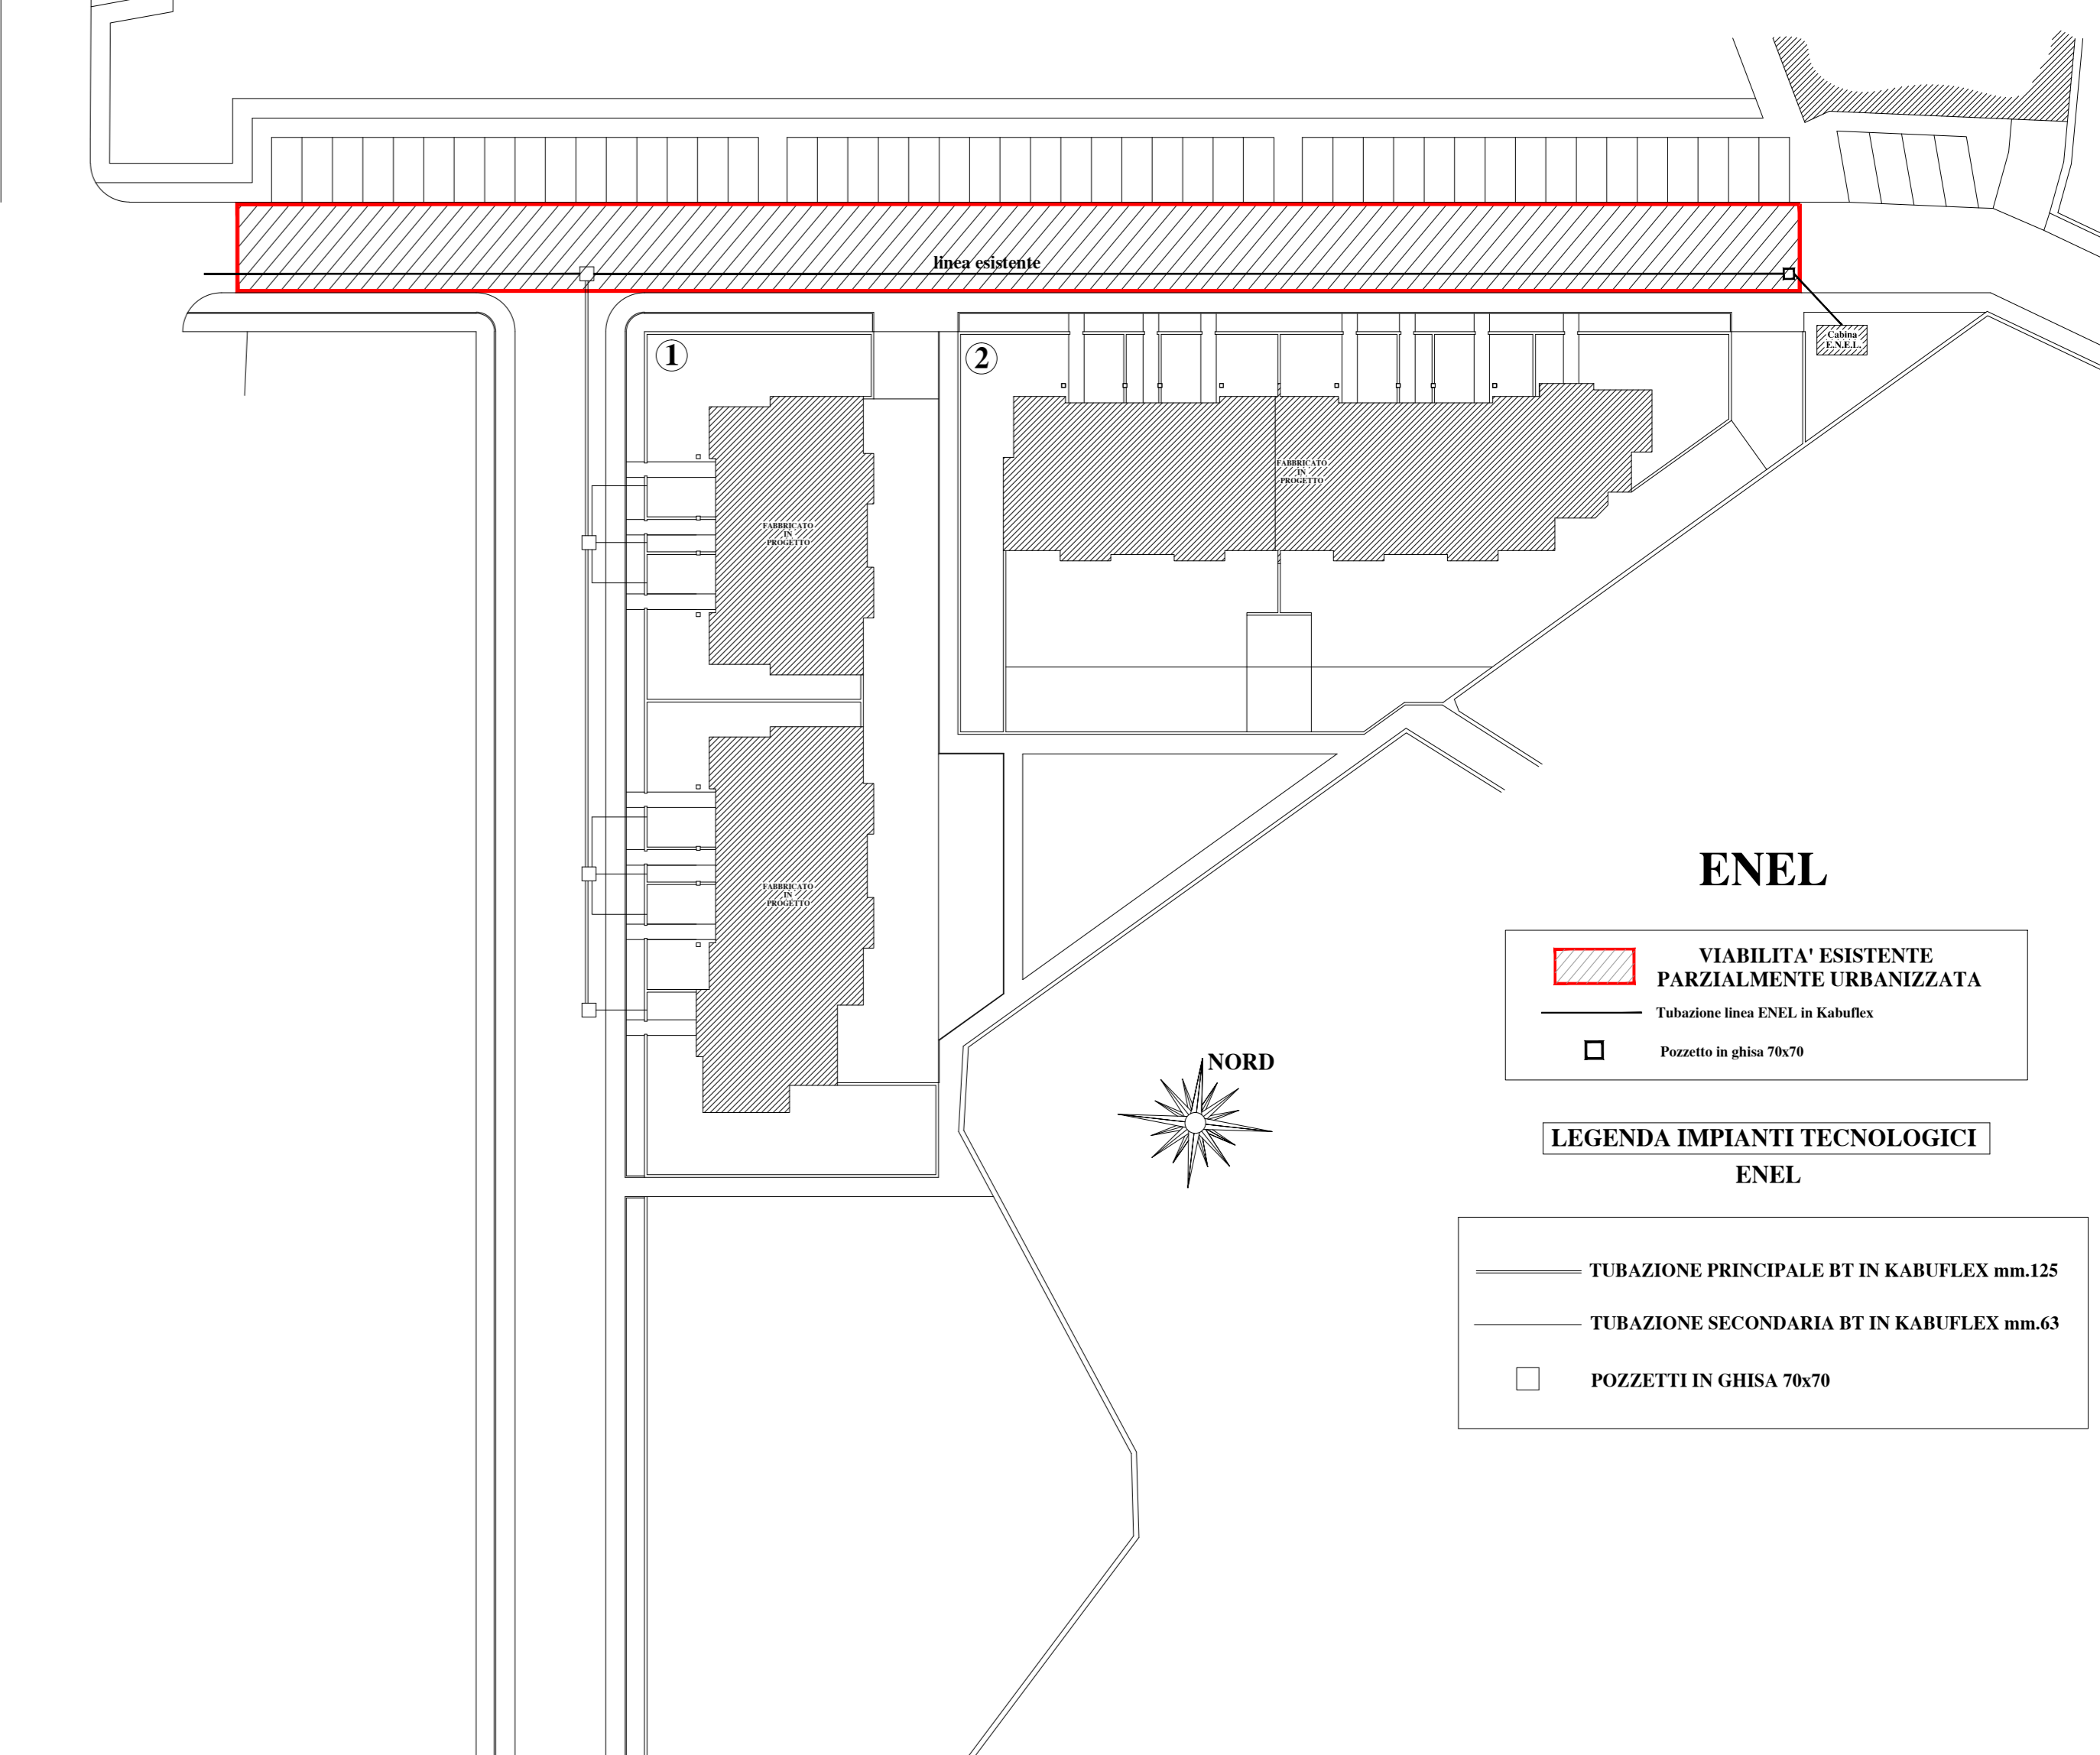 linea esistente
Cabina
E.N.E.L.
1
2
FABBRICATO
IN
PROGETTO
FABBRICATO
IN
PROGETTO
FABBRICATO
IN
PROGETTO
ENEL
VIABILITA' ESISTENTE
PARZIALMENTE URBANIZZATA
Tubazione linea ENEL in Kabuflex
Pozzetto in ghisa 70x70
NORD
LEGENDA IMPIANTI TECNOLOGICI
ENEL
TUBAZIONE PRINCIPALE BT IN KABUFLEX mm.125
TUBAZIONE SECONDARIA BT IN KABUFLEX mm.63
POZZETTI IN GHISA 70x70